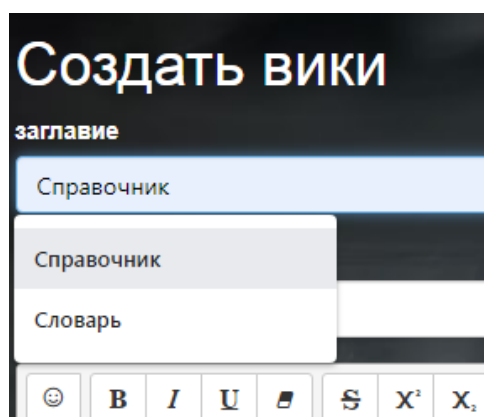 Создать вики
заглавие
Справочник
Справочник
Словарь
B I U S X² X₂